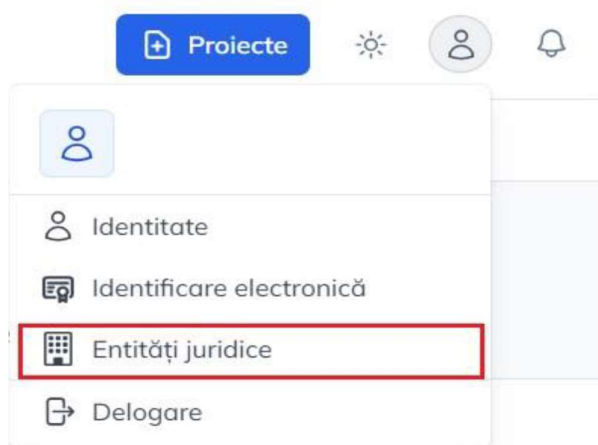 Proiecte
Identitate
Identificare electronică
Entități juridice
Delogare